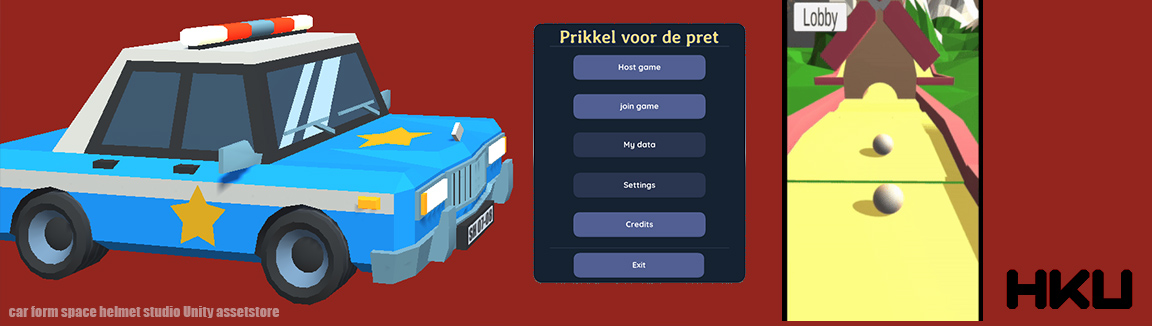 Prikkel voor de pret
Host game
join game
My data
Settings
Credits
Exit
Lobby
HKU
car form space helmet studio Unity assetstore